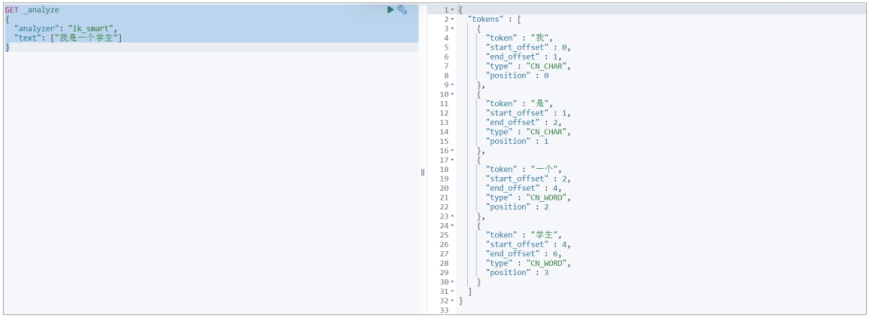 GET _analyze
{
  "analyzer": "ik_smart",
  "text": ["我是一个学生"]
}
1 {
2   "tokens" : [
3     {
4       "token" : "我",
5       "start_offset" : 0,
6       "end_offset" : 1,
7       "type" : "CN_CHAR",
8       "position" : 0
9     },
10     {
11       "token" : "是",
12       "start_offset" : 1,
13       "end_offset" : 2,
14       "type" : "CN_CHAR",
15       "position" : 1
16     },
17     {
18       "token" : "一个",
19       "start_offset" : 2,
20       "end_offset" : 4,
21       "type" : "CN_WORD",
22       "position" : 2
23     },
24     {
25       "token" : "学生",
26       "start_offset" : 4,
27       "end_offset" : 6,
28       "type" : "CN_WORD",
29       "position" : 3
30     }
31   ]
32 }
33